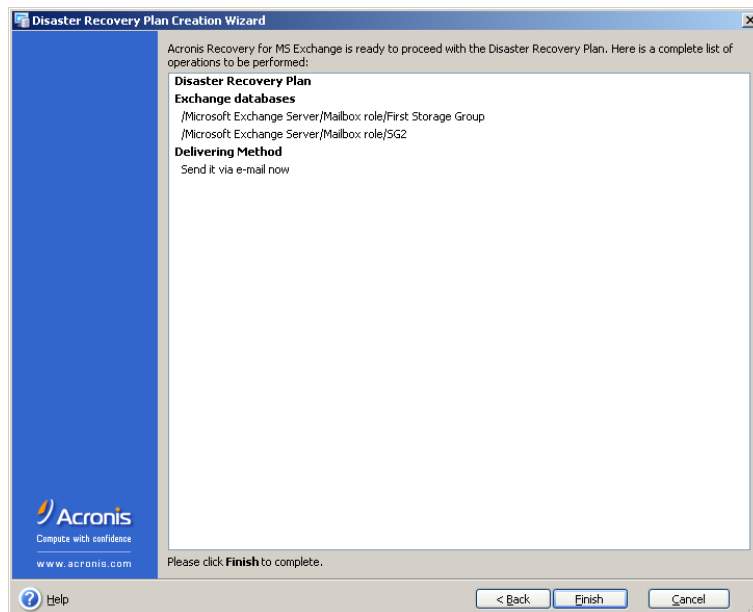 Disaster Recovery Plan Creation Wizard
Acronis Recovery for MS Exchange is ready to proceed with the Disaster Recovery Plan. Here is a complete list of
operations to be performed:
Disaster Recovery Plan
Exchange databases
/Microsoft Exchange Server/Mailbox role/First Storage Group
/Microsoft Exchange Server/Mailbox role/SG2
Delivering Method
Send it via e-mail now
Acronis
Compute with confidence
www.acronis.com
Please click Finish to complete.
Help
< Back
Finish
Cancel